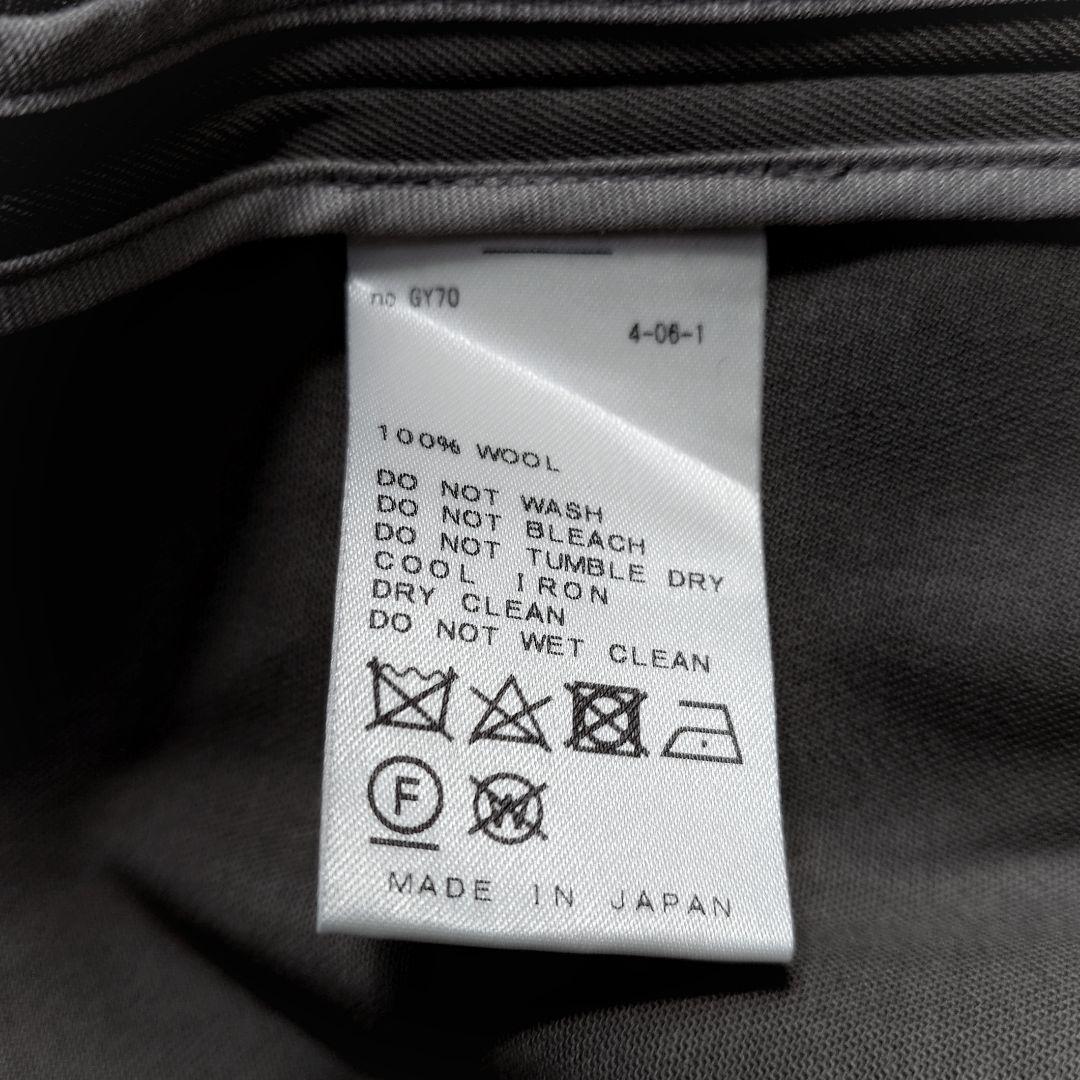 no GY70
4-06-1
100% WOOL
DO NOT WASH
DO NOT BLEACH
DO NOT TUMBLE DRY
COOL IRON
DRY CLEAN
DO NOT WET CLEAN
F W
MADE IN JAPAN